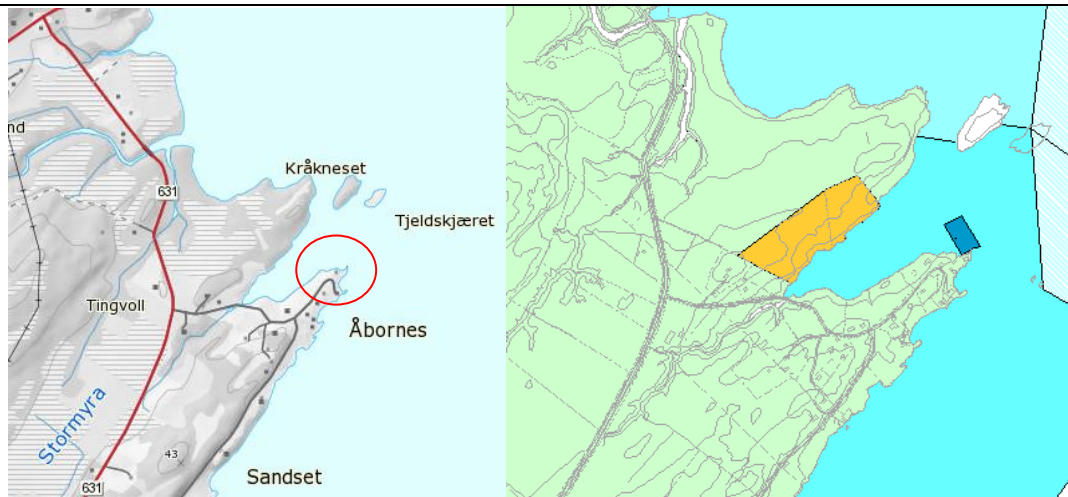 nd
Kråkneset
631
Tjeldskjæret
Tingvoll
Åbornes
Stormyra
43
631
Sandset